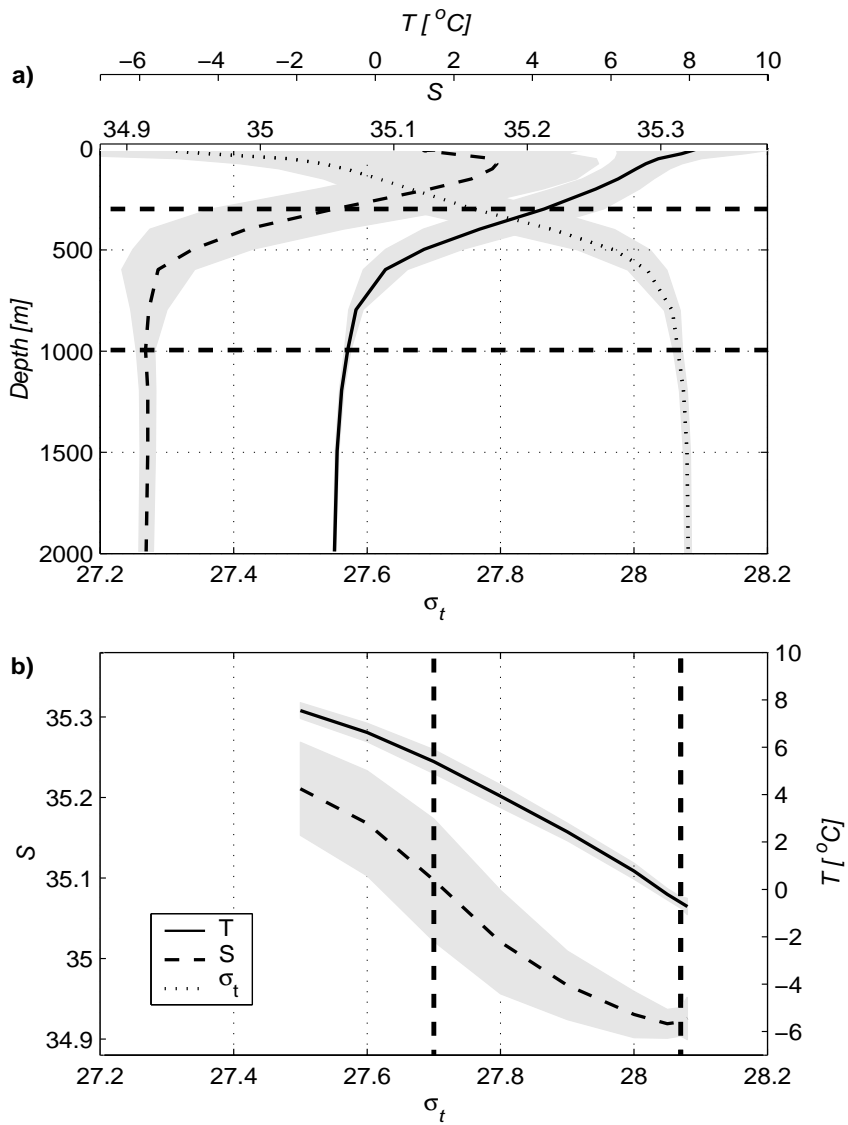 T [ °C]
−6 −4 −2 0 2 4 6 8 10
a)
S
34.9 35 35.1 35.2 35.3
0
500
1000
1500
2000
Depth [m]
27.2 27.4 27.6 27.8 28 28.2
σt
b)
35.3
35.2
35.1
35
34.9
S
10
8
6
4
2
0
−2
−4
−6
T [ °C]
T
S
σt
27.2 27.4 27.6 27.8 28 28.2
σt